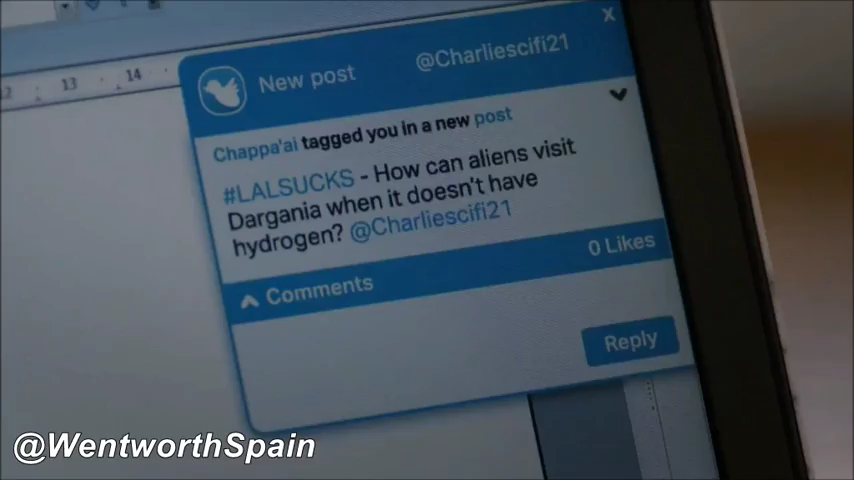 12 13 14
X
New post @Charliescifi21
Chappa'ai tagged you in a new post
#LALSUCKS - How can aliens visit
Dargania when it doesn't have
hydrogen? @Charliescifi21
Comments 0 Likes
Reply
@WentworthSpain